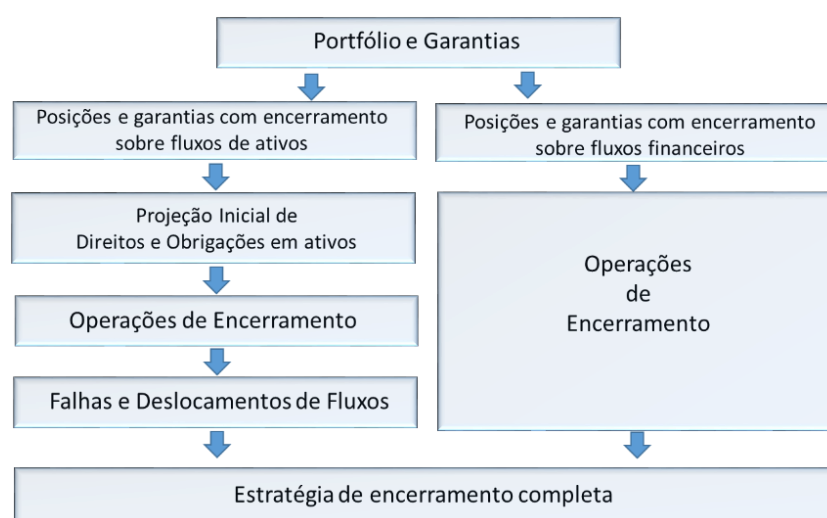 Portfólio e Garantias
Posições e garantias com encerramento
sobre fluxos de ativos
Posições e garantias com encerramento
sobre fluxos financeiros
Projeção Inicial de
Direitos e Obrigações em ativos
Operações de Encerramento
Falhas e Deslocamentos de Fluxos
Operações
de
Encerramento
Estratégia de encerramento completa